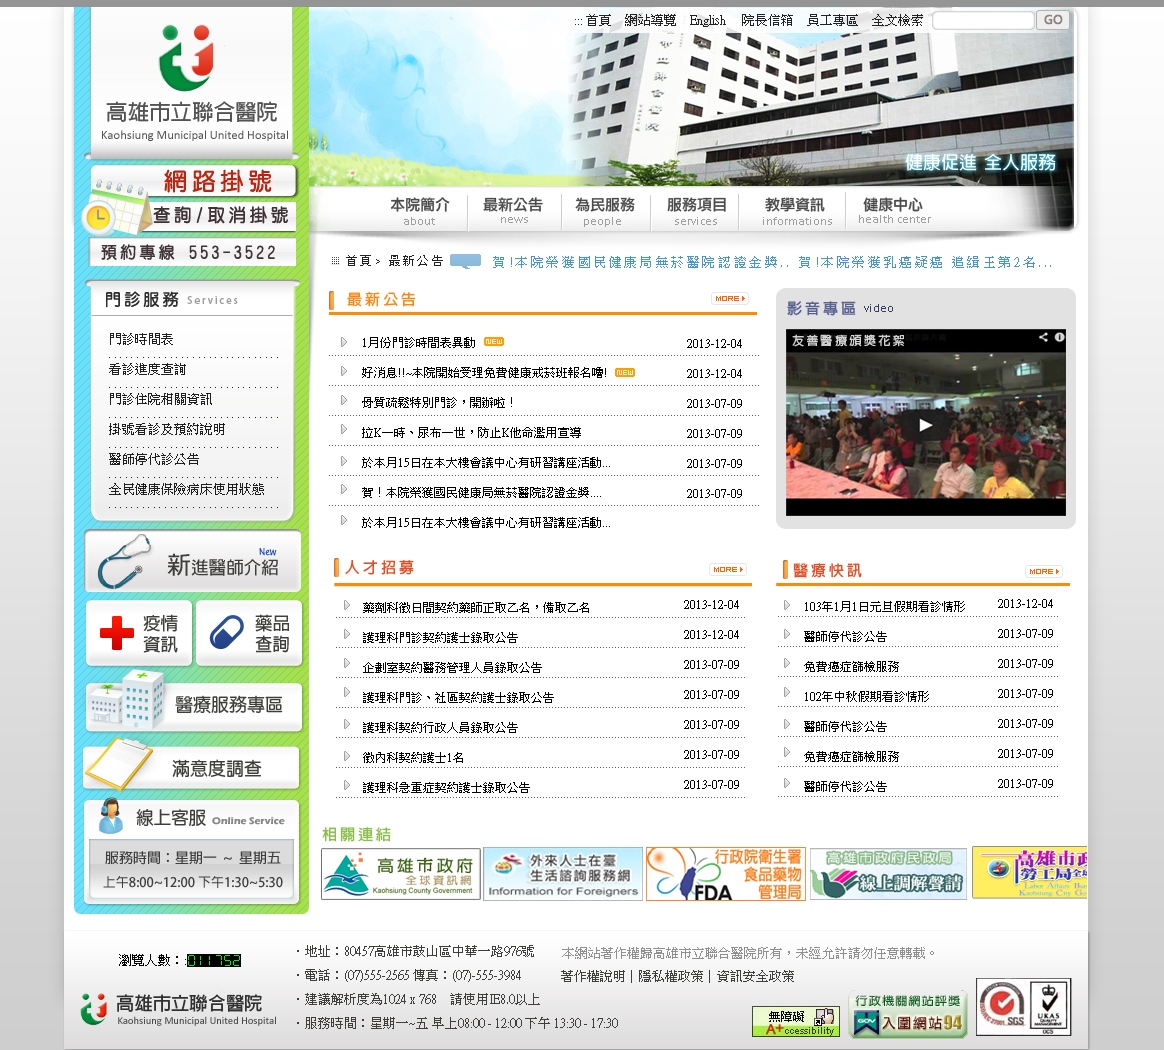 ::: 首頁 網站導覽 English 院長信箱 員工專區 全文檢索 GO
高雄市立聯合醫院
Kaohsiung Municipal United Hospital
健康促進 全人服務
網路掛號
查詢/取消掛號
預約專線 553-3522
本院簡介 最新公告 為民服務 服務項目 教學資訊 健康中心
about news people services informations health center
首頁> 最新公告
賀!本院榮獲國民健康局無菸醫院認證金獎.. 賀!本院榮獲乳癌疑癌 追緝王第2名...
門診服務 Services
門診時間表
看診進度查詢
門診住院相關資訊
掛號看診及預約說明
醫師停代診公告
全民健康保險病床使用狀態
新進醫師介紹 New
疫情資訊
藥品查詢
醫療服務專區
滿意度調查
線上客服 Online Service
服務時間：星期一 ~ 星期五
上午8:00~12:00 下午1:30~5:30
最新公告 MORE
1月份門診時間表異動 NEW 2013-12-04
好消息!!~本院開始受理免費健康戒菸班報名嚕! NEW 2013-12-04
骨質疏鬆特別門診，開辦啦！ 2013-07-09
拉K一時、尿布一世，防止K他命濫用宣導 2013-07-09
於本月15日在本大樓會議中心有研習講座活動... 2013-07-09
賀！本院榮獲國民健康局無菸醫院認證金獎.... 2013-07-09
於本月15日在本大樓會議中心有研習講座活動...
影音專區 video
友善醫療頒獎花絮
人才招募 MORE
藥劑科徵日間契約藥師正取乙名，備取乙名 2013-12-04
護理科門診契約護士錄取公告 2013-12-04
企劃室契約醫務管理人員錄取公告 2013-07-09
護理科門診、社區契約護士錄取公告 2013-07-09
護理科契約行政人員錄取公告 2013-07-09
徵內科契約護士1名 2013-07-09
護理科急重症契約護士錄取公告 2013-07-09
醫療快訊 MORE
103年1月1日元旦假期看診情形 2013-12-04
醫師停代診公告 2013-07-09
免費癌症篩檢服務 2013-07-09
102年中秋假期看診情形 2013-07-09
醫師停代診公告 2013-07-09
免費癌症篩檢服務 2013-07-09
醫師停代診公告 2013-07-09
相關連結
高雄市政府
全球資訊網
Kaohsiung County Government
外來人士在臺
生活諮詢服務網
Information for Foreigners
行政院衛生署
食品藥物
管理局
FDA
高雄市政府民政局
線上調解聲請
高雄市政
勞工局
瀏覽人數：:011752
高雄市立聯合醫院
Kaohsiung Municipal United Hospital
．地址：80457高雄市鼓山區中華一路976號
．電話：(07)555-2565 傳真：(07)-555-3984
．建議解析度為1024 x 768 請使用IE8.0以上
．服務時間：星期一~五 早上08:00 - 12:00 下午 13:30 - 17:30
本網站著作權歸高雄市立聯合醫院所有，未經允許請勿任意轉載。
著作權說明 | 隱私權政策 | 資訊安全政策
無障礙
A+ccessibility
行政機關網站評獎
GOV 入圍網站94
SGS
UKAS